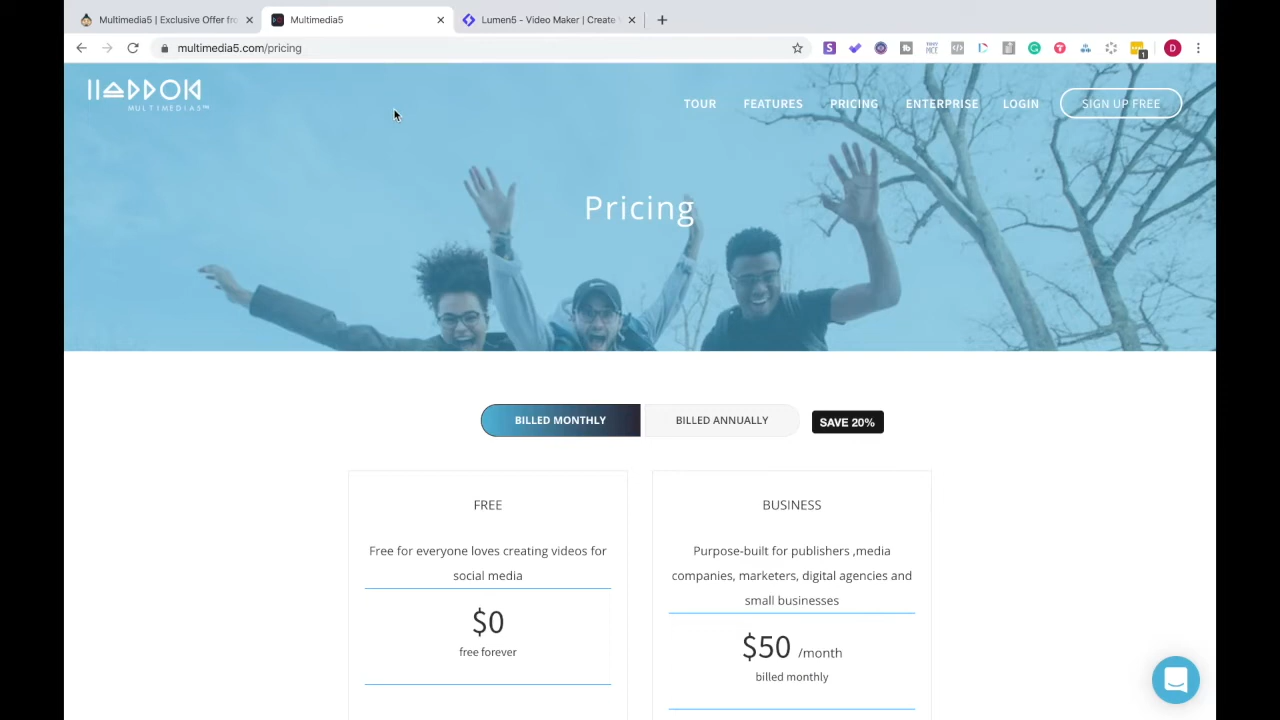 Multimedia5 | Exclusive Offer fro
Multimedia5
Lumen5 - Video Maker | Create
multimedia5.com/pricing
MULTIMEDIA5™
TOUR
FEATURES
PRICING
ENTERPRISE
LOGIN
SIGN UP FREE
Pricing
BILLED MONTHLY
BILLED ANNUALLY
SAVE 20%
FREE
Free for everyone loves creating videos for
social media
$0
free forever
BUSINESS
Purpose-built for publishers ,media
companies, marketers, digital agencies and
small businesses
$50 /month
billed monthly